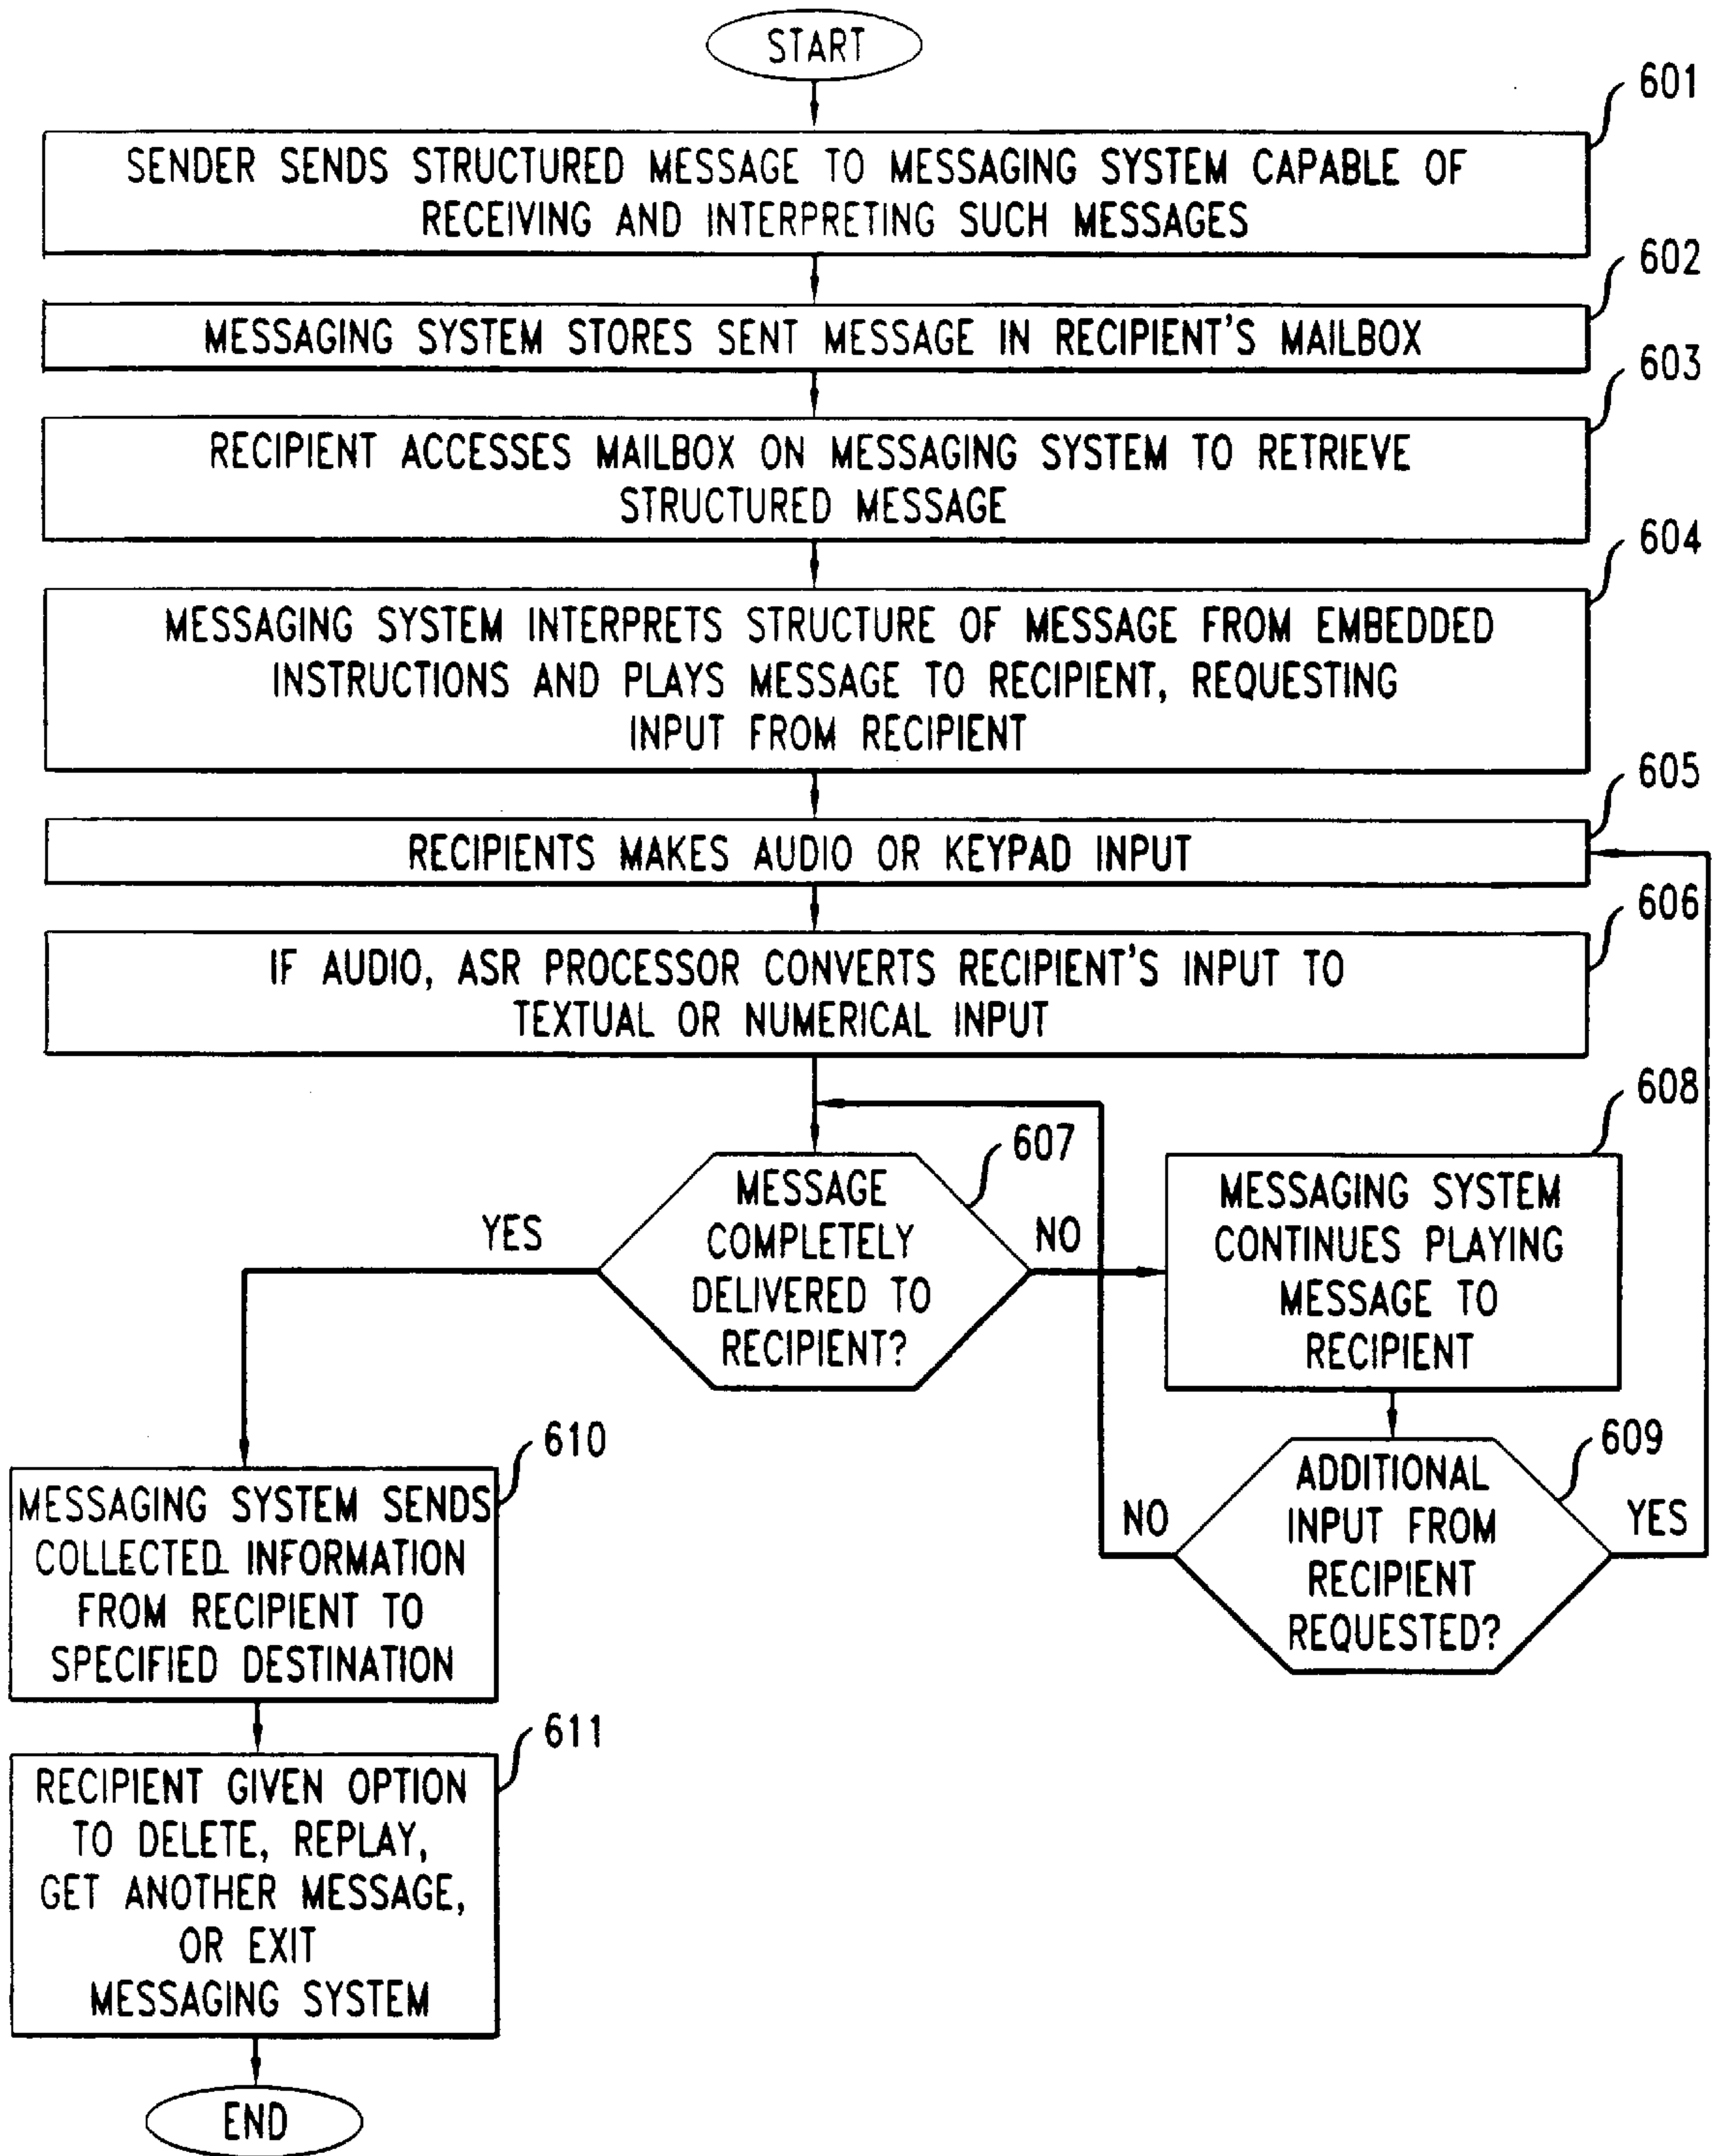 START
601
SENDER SENDS STRUCTURED MESSAGE TO MESSAGING SYSTEM CAPABLE OF
RECEIVING AND INTERPRETING SUCH MESSAGES
602
MESSAGING SYSTEM STORES SENT MESSAGE IN RECIPIENT'S MAILBOX
603
RECIPIENT ACCESSES MAILBOX ON MESSAGING SYSTEM TO RETRIEVE
STRUCTURED MESSAGE
604
MESSAGING SYSTEM INTERPRETS STRUCTURE OF MESSAGE FROM EMBEDDED
INSTRUCTIONS AND PLAYS MESSAGE TO RECIPIENT, REQUESTING
INPUT FROM RECIPIENT
605
RECIPIENTS MAKES AUDIO OR KEYPAD INPUT
606
IF AUDIO, ASR PROCESSOR CONVERTS RECIPIENT'S INPUT TO
TEXTUAL OR NUMERICAL INPUT
607
MESSAGE
COMPLETELY
DELIVERED TO
RECIPIENT?
YES
NO
608
MESSAGING SYSTEM
CONTINUES PLAYING
MESSAGE TO
RECIPIENT
609
ADDITIONAL
INPUT FROM
RECIPIENT
REQUESTED?
NO
YES
610
MESSAGING SYSTEM SENDS
COLLECTED INFORMATION
FROM RECIPIENT TO
SPECIFIED DESTINATION
611
RECIPIENT GIVEN OPTION
TO DELETE, REPLAY,
GET ANOTHER MESSAGE,
OR EXIT
MESSAGING SYSTEM
END